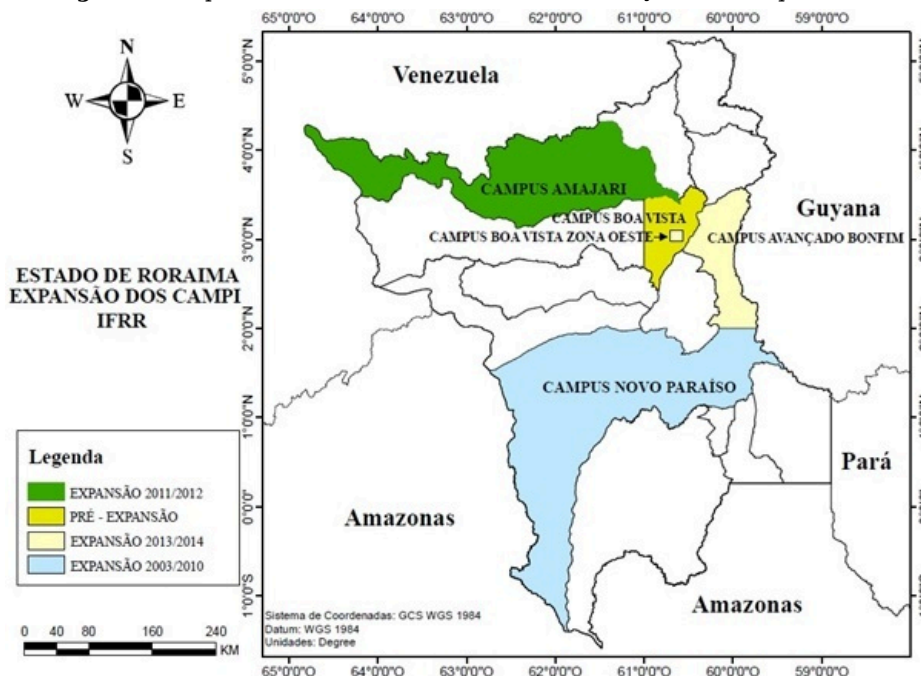 65°0'0"O 64°0'0"O 63°0'0"O 62°0'0"O 61°0'0"O 60°0'0"O 59°0'0"O
N
W E
S
Venezuela
5°0'0"N
4°0'0"N
3°0'0"N
2°0'0"N
1°0'0"N
0°0'0"
1°0'0"S
CAMPUS AMAJARI
CAMPUS BOA VISTA
CAMPUS BOA VISTA ZONA OESTE
Guyana
CAMPUS AVANÇADO BONFIM
ESTADO DE RORAIMA
EXPANSÃO DOS CAMPI
IFRR
CAMPUS NOVO PARAÍSO
Legenda
EXPANSÃO 2011/2012
PRÉ - EXPANSÃO
EXPANSÃO 2013/2014
EXPANSÃO 2003/2010
Pará
Amazonas
Amazonas
Sistema de Coordenadas: GCS WGS 1984
Datum: WGS 1984
Unidades: Degree
0 40 80 160 240
KM
65°0'0"O 64°0'0"O 63°0'0"O 62°0'0"O 61°0'0"O 60°0'0"O 59°0'0"O